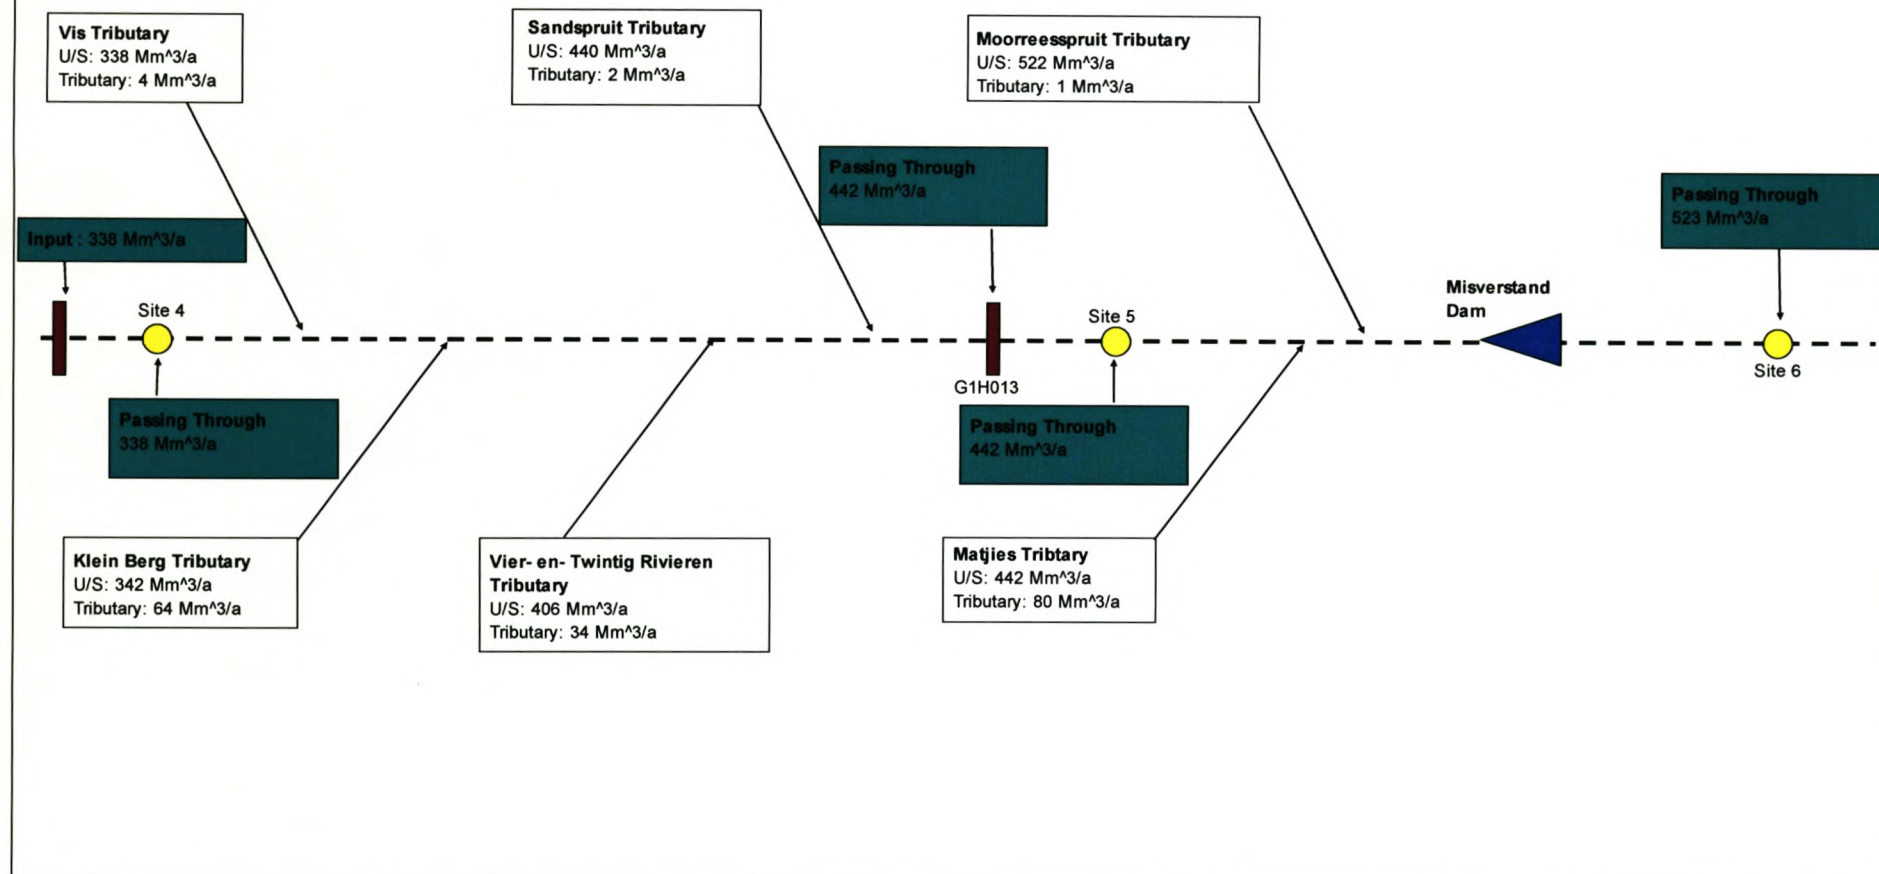 Vis Tributary
U/S: 338 Mm^3/a
Tributary: 4 Mm^3/a
Sandspruit Tributary
U/S: 440 Mm^3/a
Tributary: 2 Mm^3/a
Moorreesspruit Tributary
U/S: 522 Mm^3/a
Tributary: 1 Mm^3/a
Passing Through
442 Mm^3/a
Passing Through
523 Mm^3/a
Input : 338 Mm^3/a
Misverstand
Dam
Site 4
Site 5
Site 6
G1H013
Passing Through
338 Mm^3/a
Passing Through
442 Mm^3/a
Klein Berg Tributary
U/S: 342 Mm^3/a
Tributary: 64 Mm^3/a
Vier- en- Twintig Rivieren
Tributary
U/S: 406 Mm^3/a
Tributary: 34 Mm^3/a
Matjies Tribtary
U/S: 442 Mm^3/a
Tributary: 80 Mm^3/a